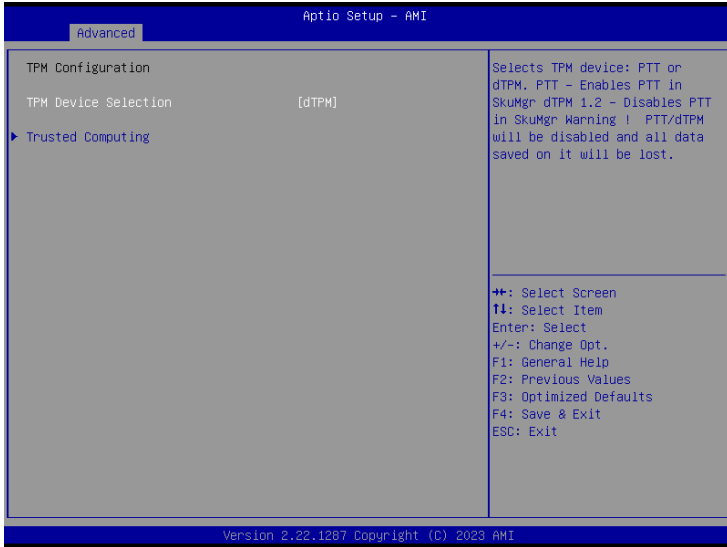 Aptio Setup – AMI
Advanced
TPM Configuration
TPM Device Selection [dTPM]
Trusted Computing
Selects TPM device: PTT or
dTPM. PTT – Enables PTT in
SkuMgr dTPM 1.2 – Disables PTT
in SkuMgr Warning ! PTT/dTPM
will be disabled and all data
saved on it will be lost.
→←: Select Screen
↑↓: Select Item
Enter: Select
+/–: Change Opt.
F1: General Help
F2: Previous Values
F3: Optimized Defaults
F4: Save & Exit
ESC: Exit
Version 2.22.1287 Copyright (C) 2023 AMI